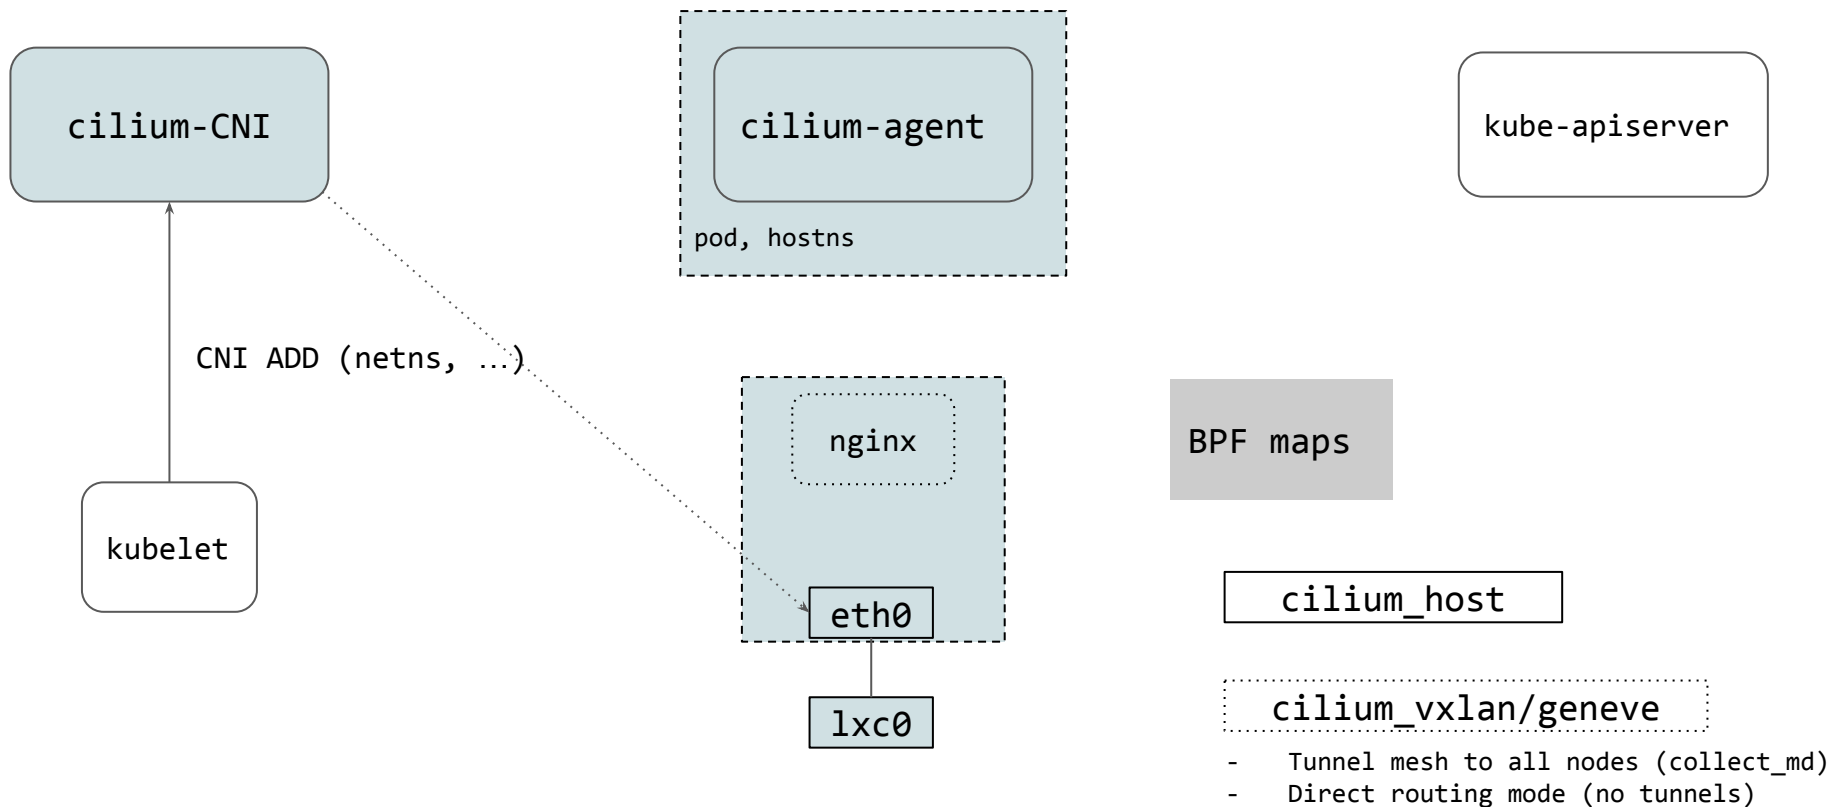 cilium-CNI
cilium-agent
kube-apiserver
pod, hostns
CNI ADD (netns, …)
nginx
BPF maps
kubelet
cilium_host
eth0
cilium_vxlan/geneve
lxc0
- Tunnel mesh to all nodes (collect_md)
- Direct routing mode (no tunnels)